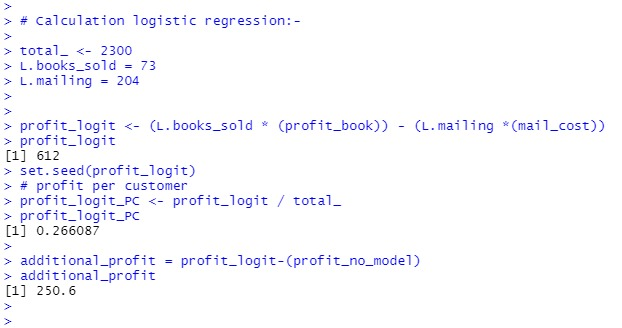 >
> # Calculation logistic regression:-
>
> total_ <- 2300
> L.books_sold = 73
> L.mailing = 204
>
>
> profit_logit <- (L.books_sold * (profit_book)) - (L.mailing *(mail_cost))
> profit_logit
[1] 612
> set.seed(profit_logit)
> # profit per customer
> profit_logit_PC <- profit_logit / total_
> profit_logit_PC
[1] 0.266087
>
> additional_profit = profit_logit-(profit_no_model)
> additional_profit
[1] 250.6
>
>